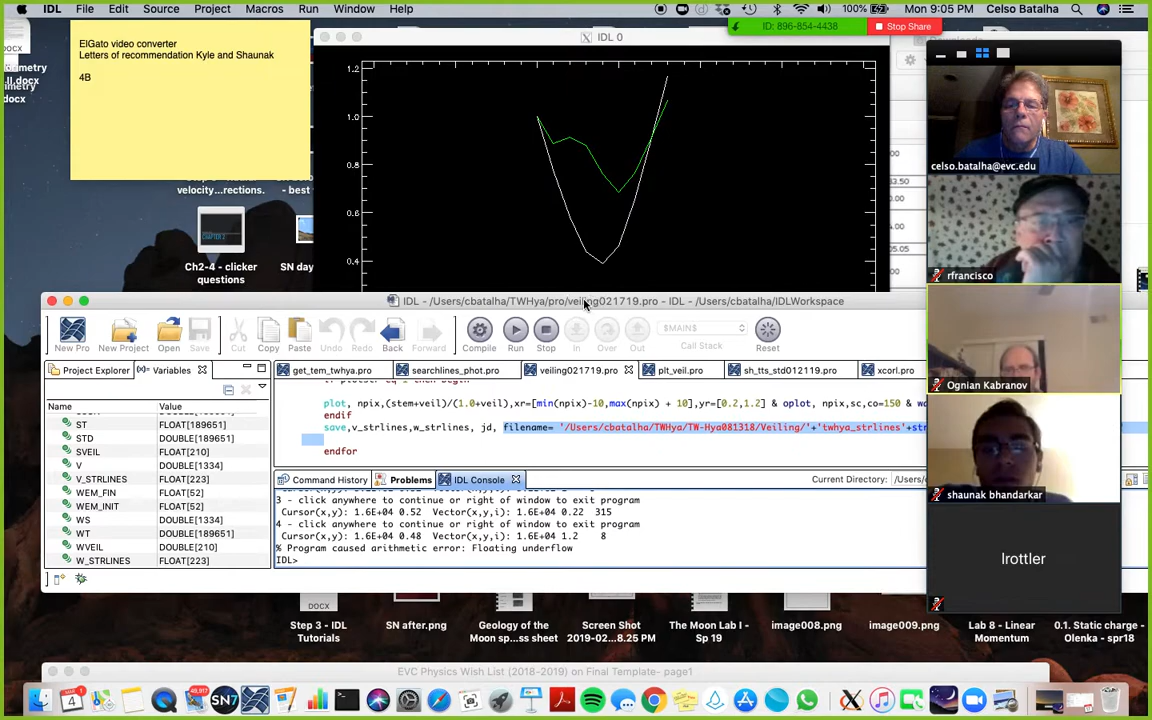 IDL File Edit Source Project Macros Run Window Help
100% Mon 9:05 PM Celso Batalha
ID: 896-854-4438 Stop Share
DOCX
ElGato video converter
Letters of recommendation Kyle and Shaunak
4B
velocity...rections.
- best
Ch2-4 - clicker
questions
SN day
IDL 0
1.2
1.0
0.8
0.6
0.4
celso.batalha@evc.edu
rfrancisco
Ognian Kabranov
shaunak bhandarkar
lrottler
IDL - /Users/cbatalha/TWHya/pro/veiling021719.pro - IDL - /Users/cbatalha/IDLWorkspace
New Pro New Project Open Save Cut Copy Paste Undo Redo Back Forward Compile Run Stop In Over Out $MAIN$ Call Stack Reset
Project Explorer Variables
get_tem_twhya.pro searchlines_phot.pro veiling021719.pro plt_veil.pro sh_tts_std012119.pro xcorl.pro
Name Value
ST FLOAT[189651]
STD DOUBLE[189651]
SVEIL FLOAT[210]
V DOUBLE[1334]
V_STRLINES FLOAT[223]
WEM_FIN FLOAT[52]
WEM_INIT FLOAT[52]
WS DOUBLE[1334]
WT DOUBLE[189651]
WVEIL DOUBLE[210]
W_STRLINES FLOAT[223]
plot, npix,(stem+veil)/(1.0+veil),xr=[min(npix)-10,max(npix) + 10],yr=[0.2,1.2] & oplot, npix,sc,co=150 & wa
endif
save,v_strlines,w_strlines, jd, filename= '/Users/cbatalha/TWHya/TW-Hya081318/Veiling/'+'twhya_strlines'+str
endfor
Command History Problems IDL Console
Current Directory: /Users/c
3 - click anywhere to continue or right of window to exit program
Cursor(x,y): 1.6E+04 0.52 Vector(x,y,i): 1.6E+04 0.22 315
4 - click anywhere to continue or right of window to exit program
Cursor(x,y): 1.6E+04 0.48 Vector(x,y,i): 1.6E+04 1.2 8
% Program caused arithmetic error: Floating underflow
IDL>
DOCX
Step 3 - IDL
Tutorials
SN after.png
Geology of the
Moon sp...ss sheet
Screen Shot
2019-02...8.25 PM
The Moon Lab I -
Sp 19
image008.png
image009.png
Lab 8 - Linear
Momentum
0.1. Static charge -
Olenka - spr18
EVC Physics Wish List (2018-2019) on Final Template- page1